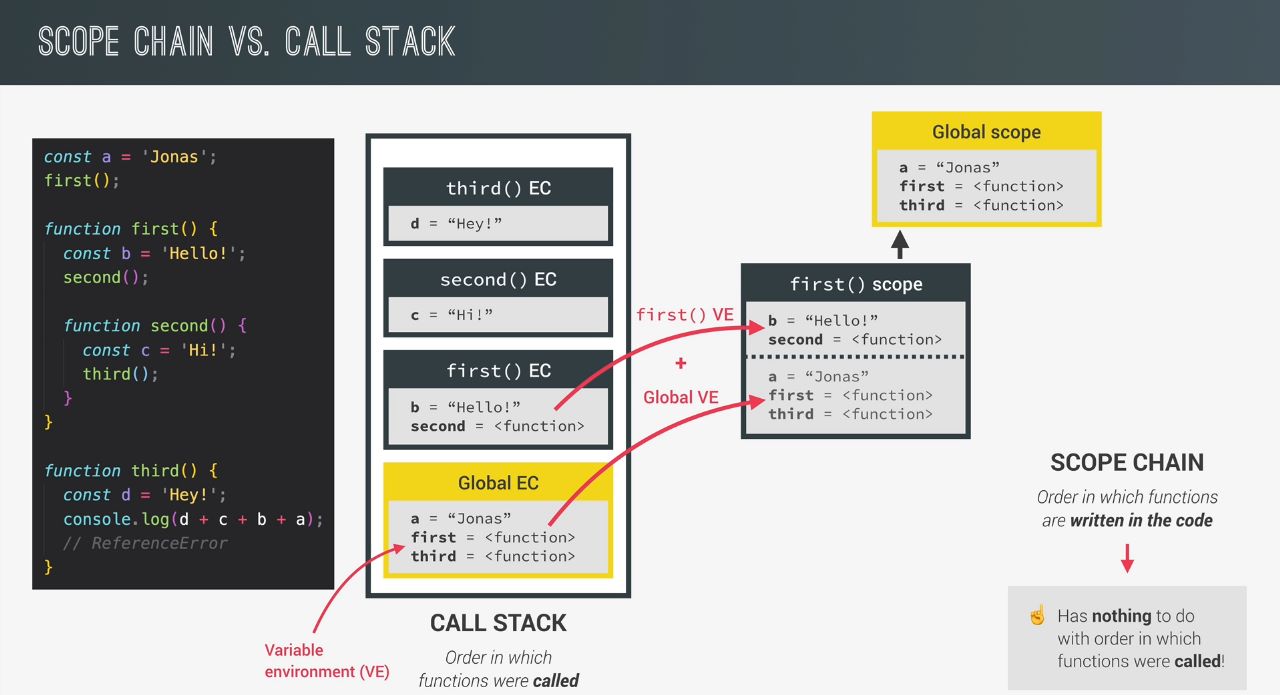 SCOPE CHAIN VS. CALL STACK
const a = 'Jonas';
first();
function first() {
const b = 'Hello!';
second();
function second() {
const c = 'Hi!';
third();
}
}
function third() {
const d = 'Hey!';
console.log(d + c + b + a);
// ReferenceError
}
third() EC
d = “Hey!”
second() EC
c = “Hi!”
first() EC
b = “Hello!”
second = <function>
Global EC
a = “Jonas”
first = <function>
third = <function>
Variable
environment (VE)
CALL STACK
Order in which
functions were called
first() VE
+
Global VE
Global scope
a = “Jonas”
first = <function>
third = <function>
first() scope
b = “Hello!”
second = <function>
a = “Jonas”
first = <function>
third = <function>
SCOPE CHAIN
Order in which functions
are written in the code
☝ Has nothing to do
with order in which
functions were called!